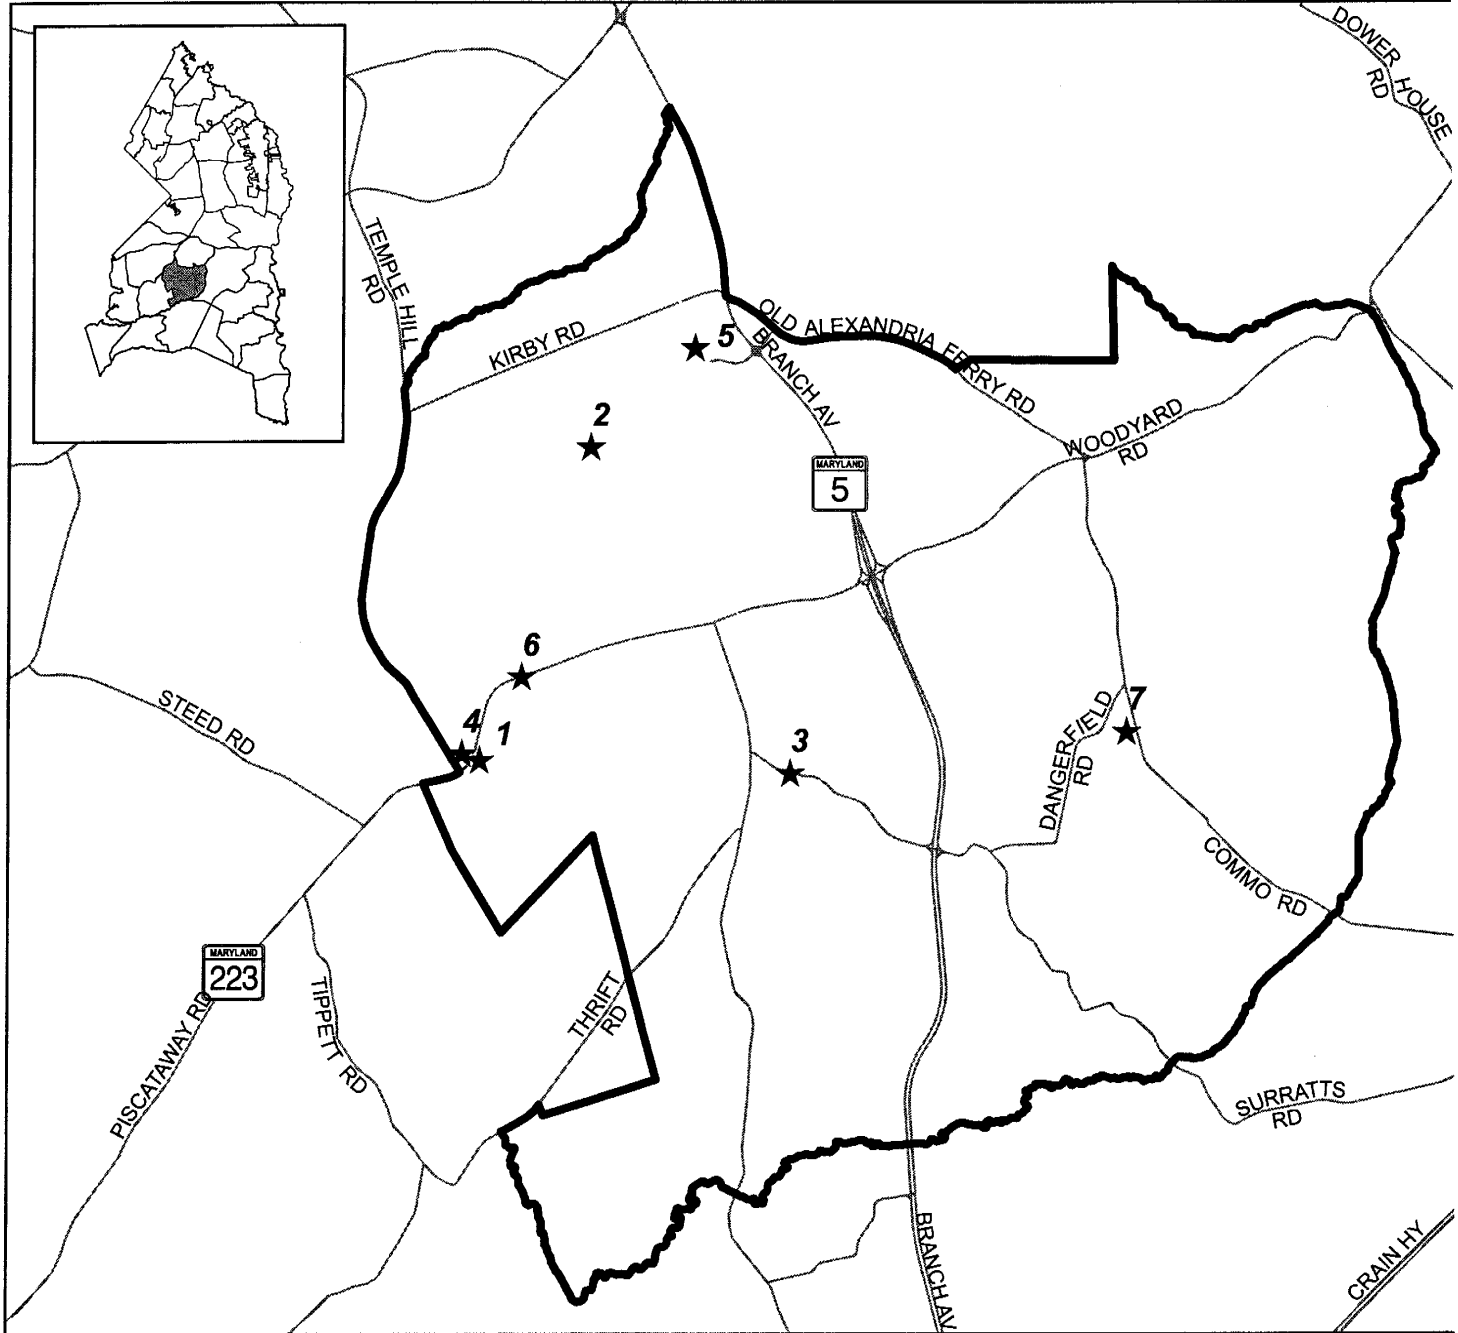 DOWER HOUSE
RD
TEMPLE HILL
RD
KIRBY RD
5
OLD ALEXANDRIA FERRY RD
BRANCH AV
2
WOODYARD
RD
MARYLAND
5
6
STEED RD
4
1
3
7
DANGERFIELD
RD
COMMO RD
MARYLAND
223
PISCATAWAY RD
TIPPETT RD
THRIFT
RD
SURRATTS
RD
BRANCH AV
CRAIN HY